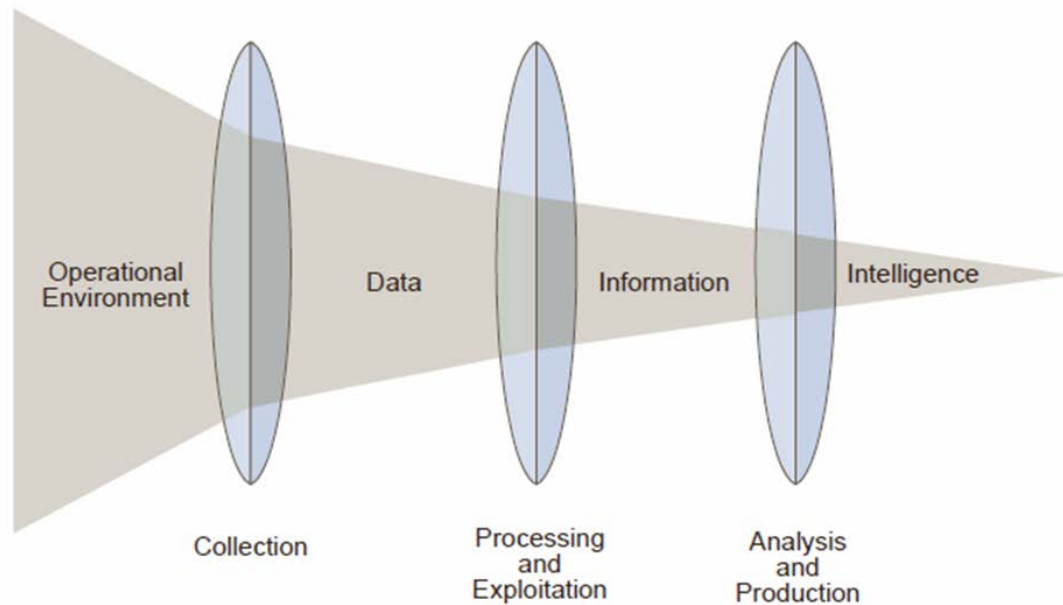 Operational
Environment
Data
Information
Intelligence
Collection
Processing
and
Exploitation
Analysis
and
Production